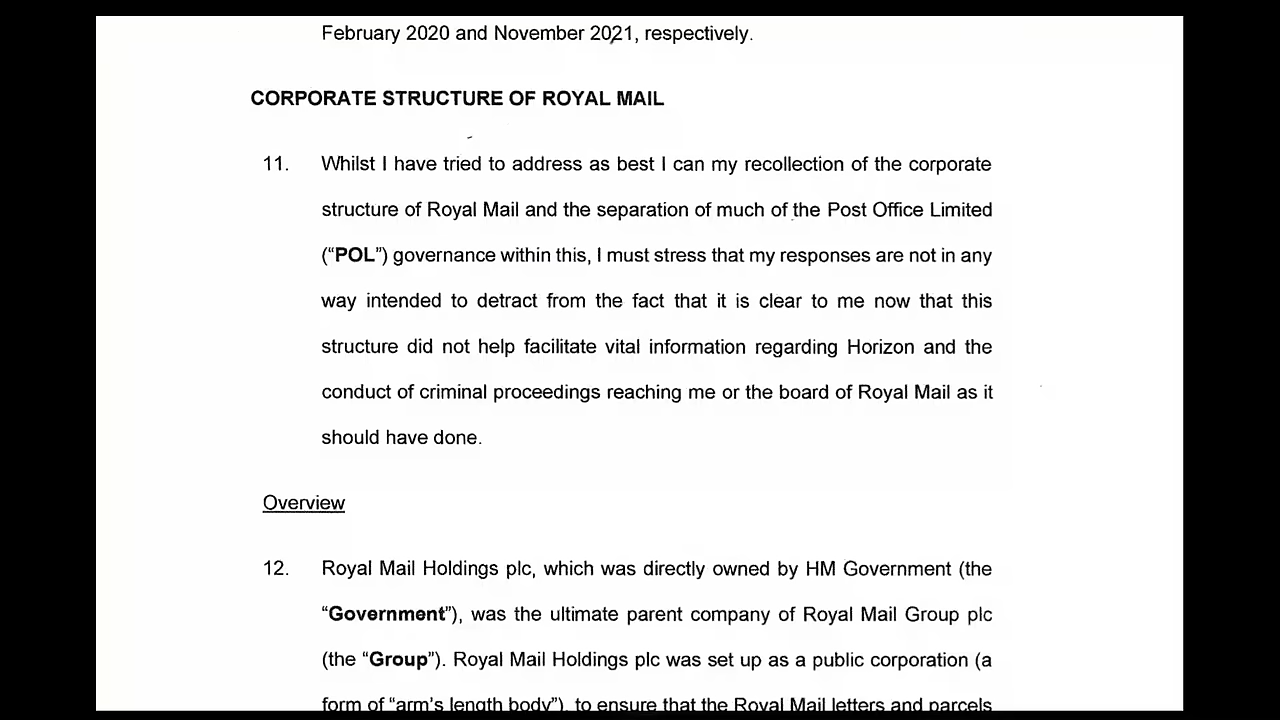 February 2020 and November 2021, respectively.
CORPORATE STRUCTURE OF ROYAL MAIL
11. Whilst I have tried to address as best I can my recollection of the corporate
structure of Royal Mail and the separation of much of the Post Office Limited
(“POL”) governance within this, I must stress that my responses are not in any
way intended to detract from the fact that it is clear to me now that this
structure did not help facilitate vital information regarding Horizon and the
conduct of criminal proceedings reaching me or the board of Royal Mail as it
should have done.
Overview
12. Royal Mail Holdings plc, which was directly owned by HM Government (the
“Government”), was the ultimate parent company of Royal Mail Group plc
(the “Group”). Royal Mail Holdings plc was set up as a public corporation (a
form of “arm’s length body”), to ensure that the Royal Mail letters and parcels